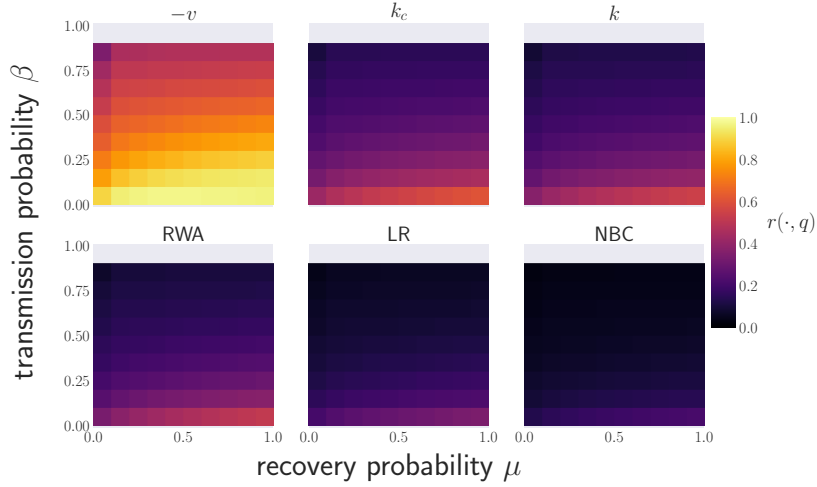 −v k_c k
1.00
0.75
0.50
0.25
0.00
RWA LR NBC
1.00
0.75
0.50
0.25
0.00
0.0 0.5 1.0 0.0 0.5 1.0 0.0 0.5 1.0
transmission probability β
recovery probability μ
1.0
0.8
0.6
0.4
0.2
0.0
r(·, q)